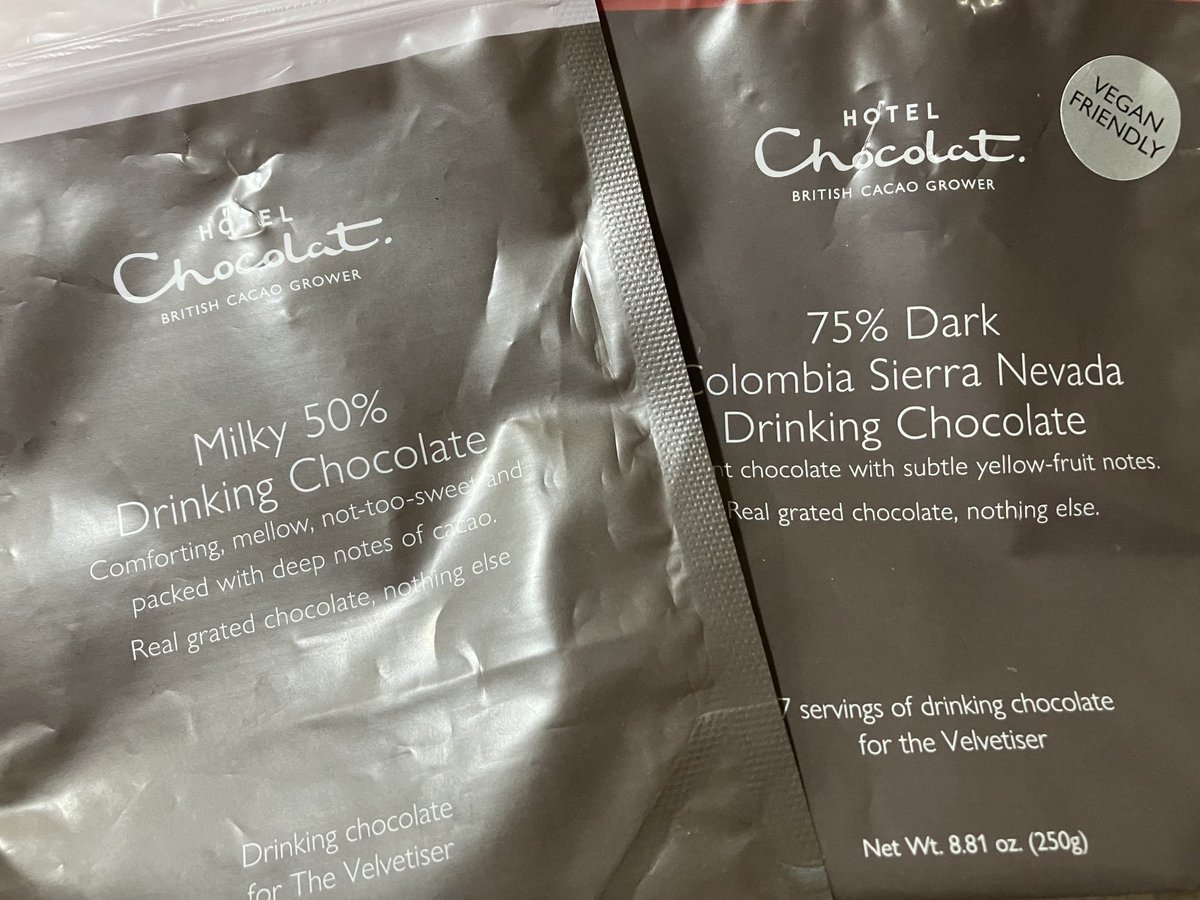 HOTEL
Chocolat.
BRITISH CACAO GROWER
Milky 50%
Drinking Chocolate
Comforting, mellow, not-too-sweet and
packed with deep notes of cacao.
Real grated chocolate, nothing else
Drinking chocolate
for The Velvetiser
HOTEL
Chocolat.
BRITISH CACAO GROWER
VEGAN
FRIENDLY
75% Dark
Colombia Sierra Nevada
Drinking Chocolate
chocolate with subtle yellow-fruit notes.
Real grated chocolate, nothing else.
7 servings of drinking chocolate
for the Velvetiser
Net Wt. 8.81 oz. (250g)